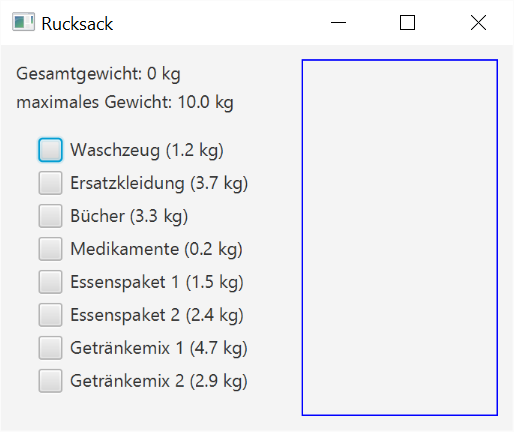 Rucksack
Gesamtgewicht: 0 kg
maximales Gewicht: 10.0 kg
Waschzeug (1.2 kg)
Ersatzkleidung (3.7 kg)
Bücher (3.3 kg)
Medikamente (0.2 kg)
Essenspaket 1 (1.5 kg)
Essenspaket 2 (2.4 kg)
Getränkemix 1 (4.7 kg)
Getränkemix 2 (2.9 kg)